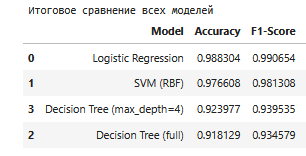 Итоговое сравнение всех моделей
Model Accuracy F1-Score
0 Logistic Regression 0.988304 0.990654
1 SVM (RBF) 0.976608 0.981308
3 Decision Tree (max_depth=4) 0.923977 0.939535
2 Decision Tree (full) 0.918129 0.934579